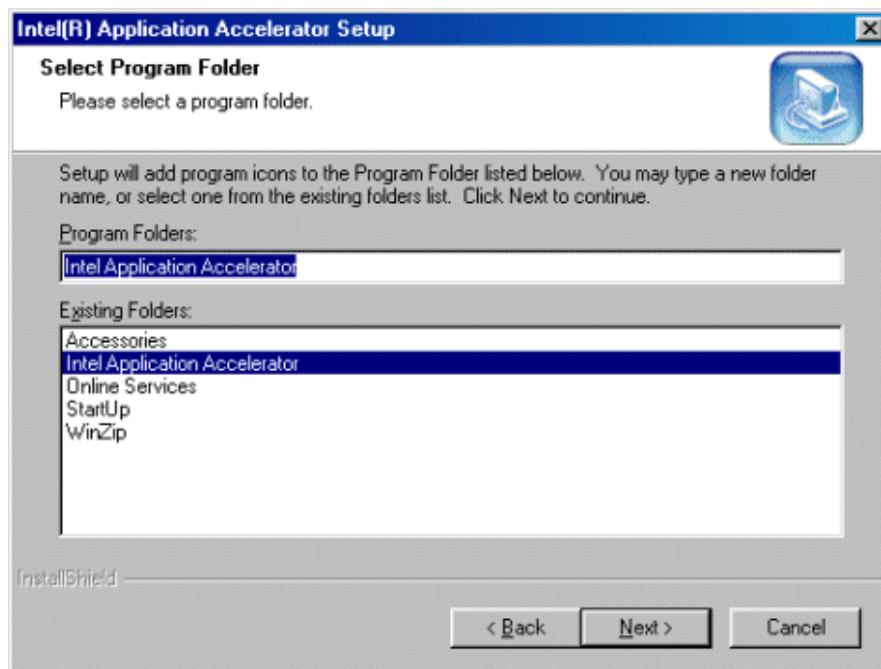 Intel(R) Application Accelerator Setup
Select Program Folder
Please select a program folder.
Setup will add program icons to the Program Folder listed below.  You may type a new folder
name, or select one from the existing folders list.  Click Next to continue.
Program Folders:
Intel Application Accelerator
Existing Folders:
Accessories
Intel Application Accelerator
Online Services
StartUp
WinZip
InstallShield
< Back
Next >
Cancel